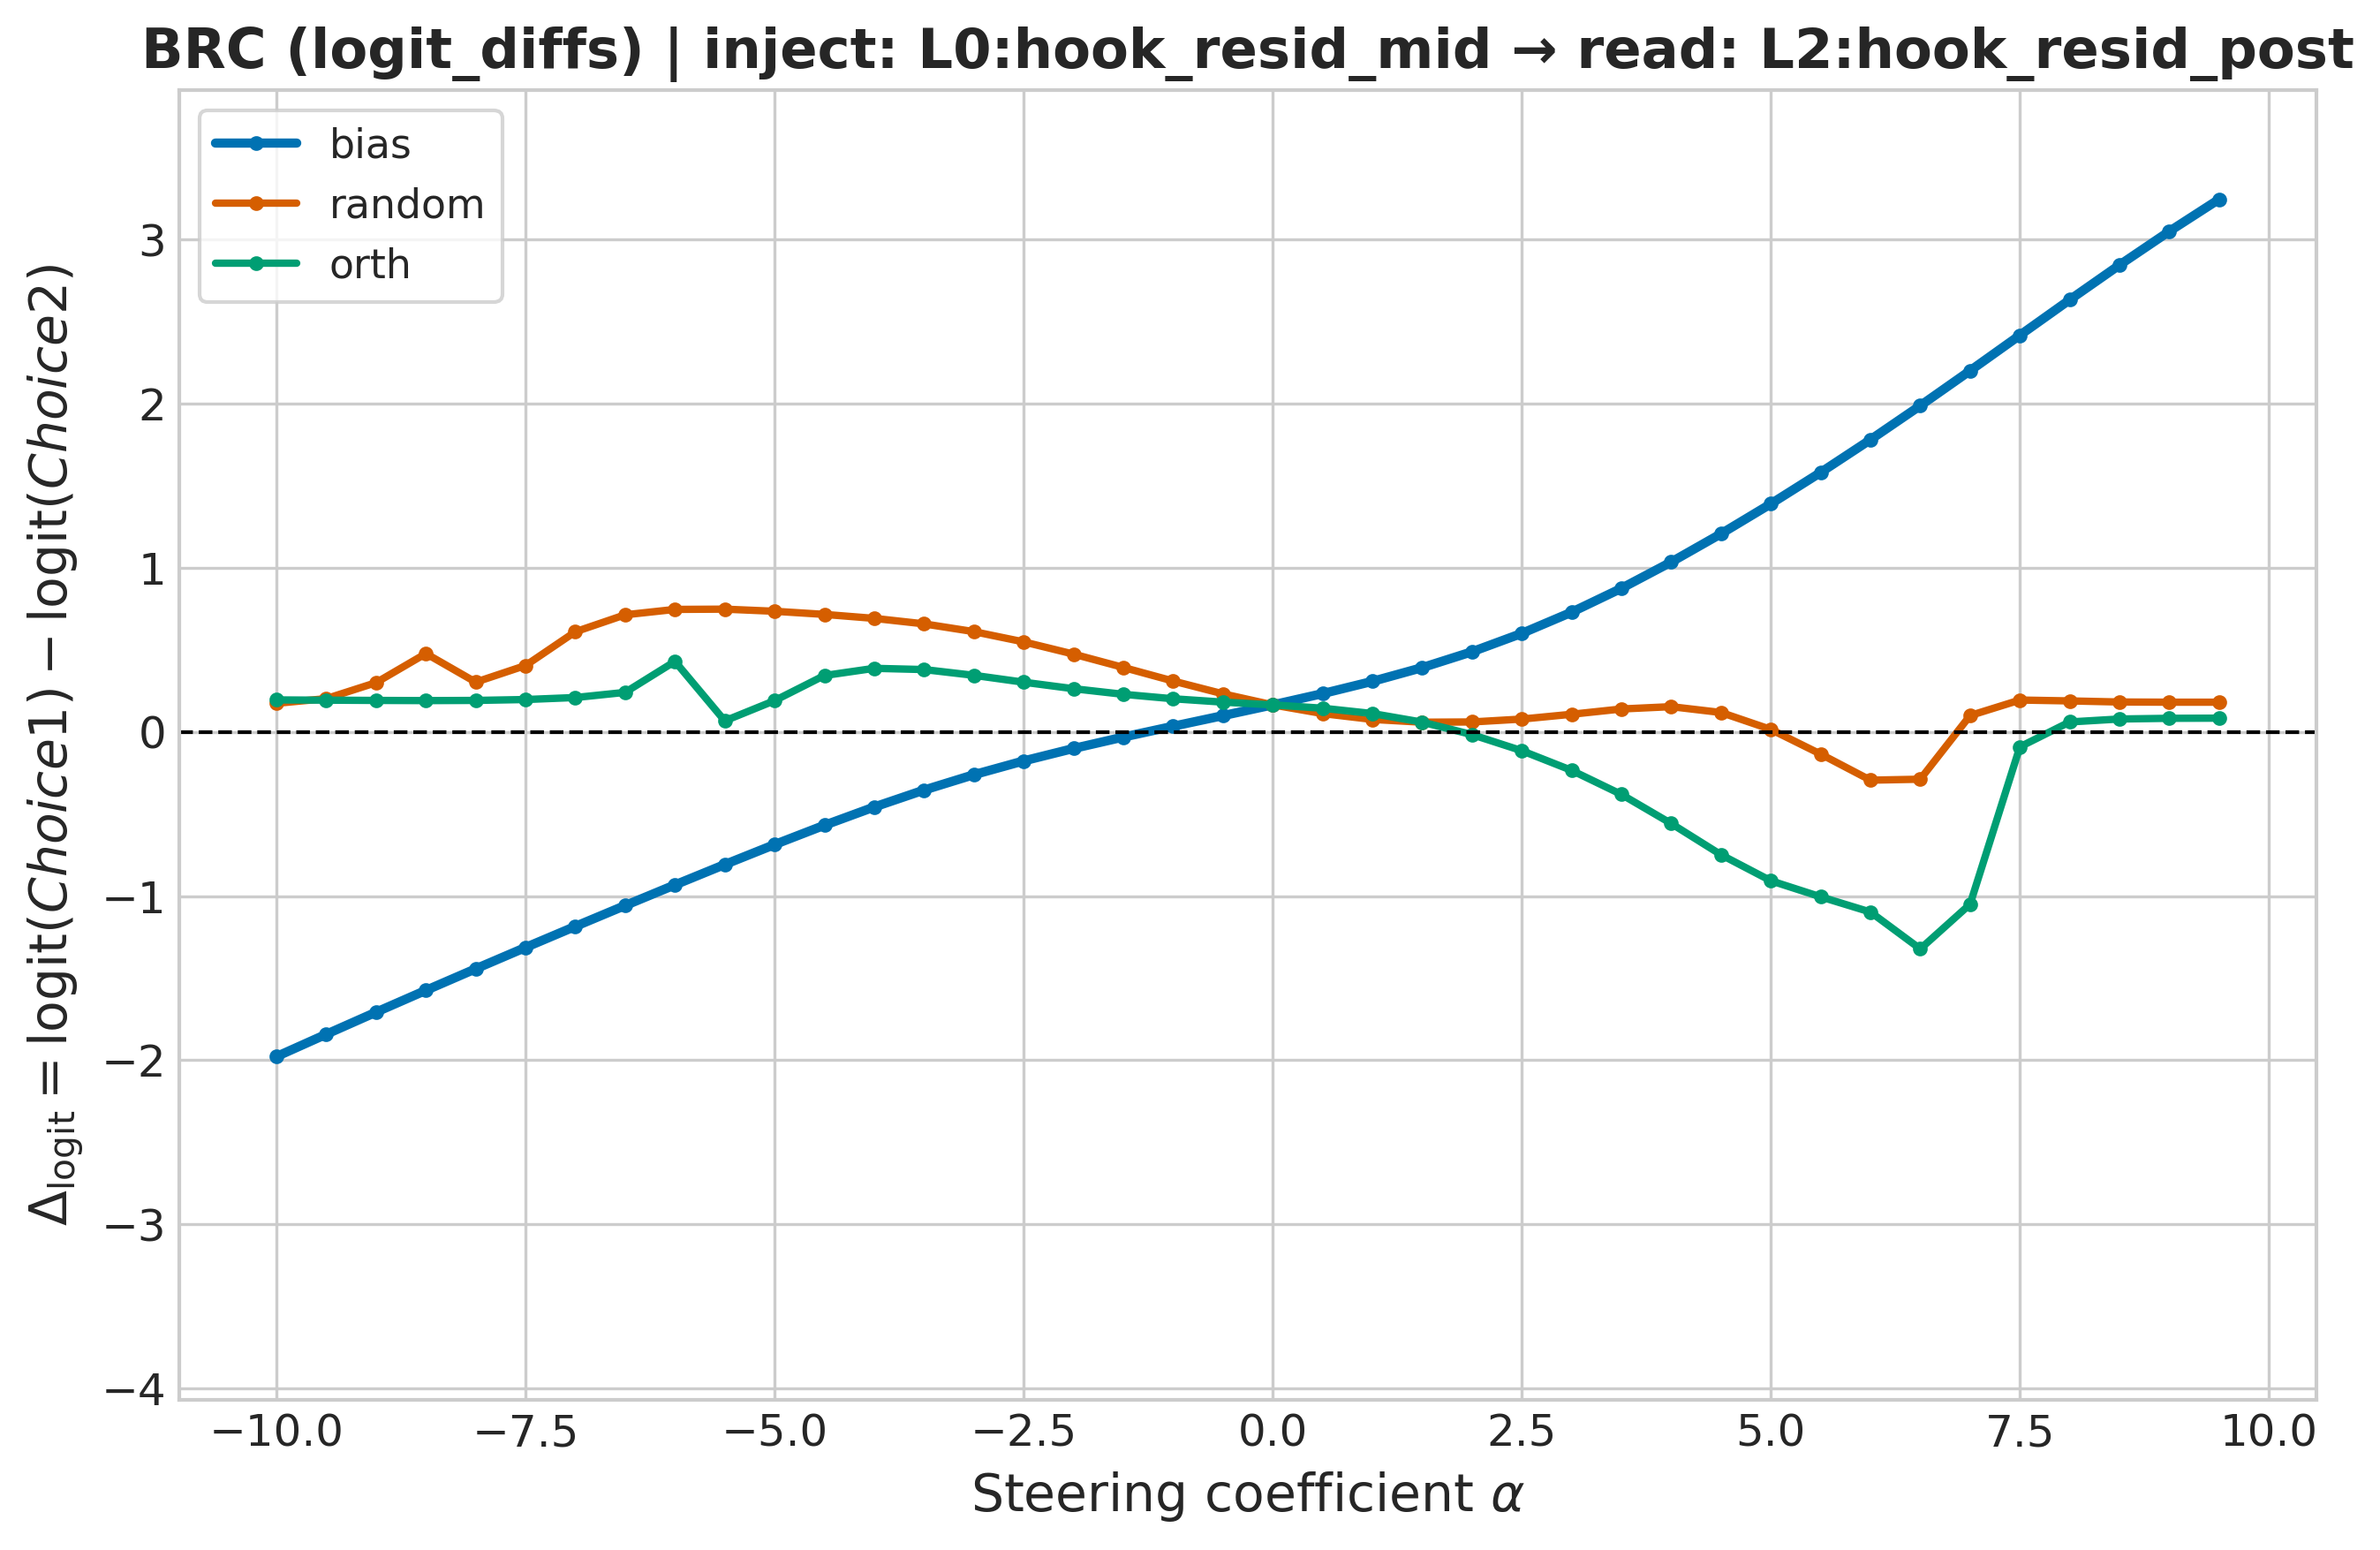 BRC (logit_diffs) | inject: L0:hook_resid_mid → read: L2:hook_resid_post
bias
random
orth
Δlogit = logit(Choice1) − logit(Choice2)
3
2
1
0
−1
−2
−3
−4
−10.0 −7.5 −5.0 −2.5 0.0 2.5 5.0 7.5 10.0
Steering coefficient α